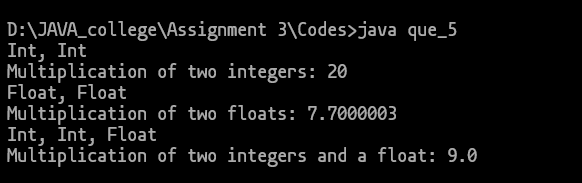 D:\JAVA_college\Assignment 3\Codes>java que_5
Int, Int
Multiplication of two integers: 20
Float, Float
Multiplication of two floats: 7.7000003
Int, Int, Float
Multiplication of two integers and a float: 9.0